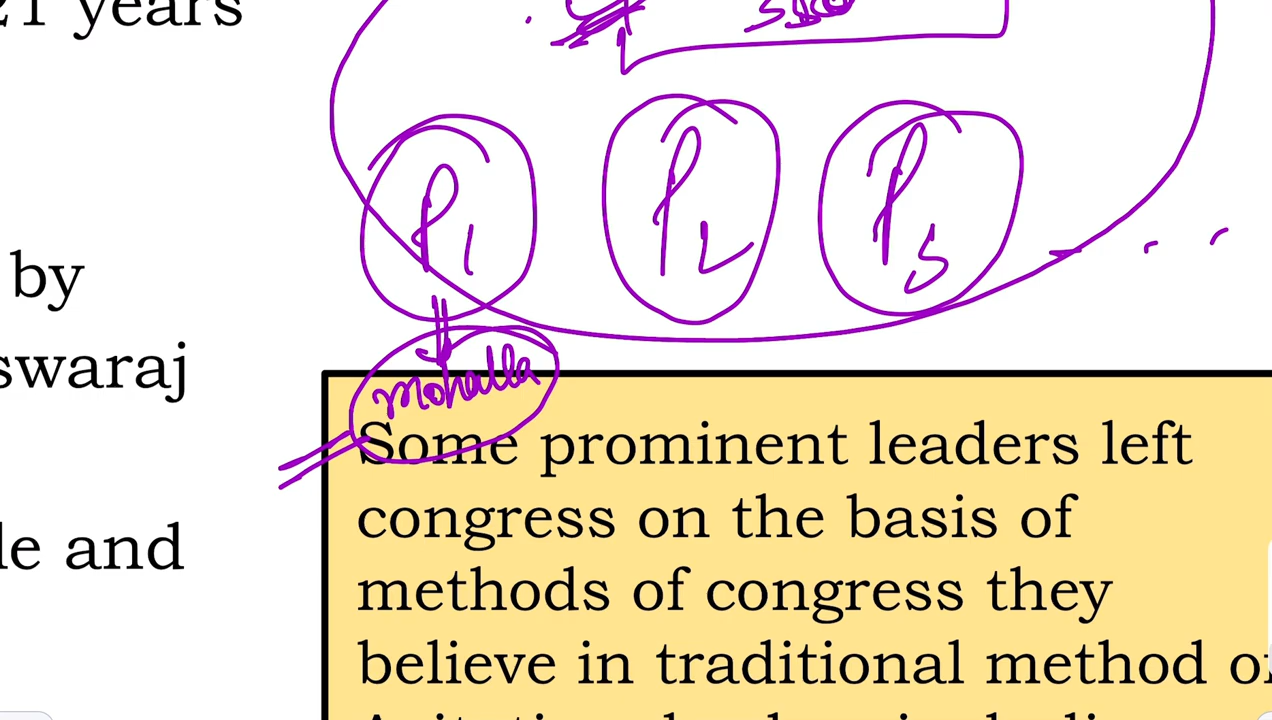 21 years
P1 P2 P3
by
swaraj
mohalla
Some prominent leaders left
congress on the basis of
le and
methods of congress they
believe in traditional method of